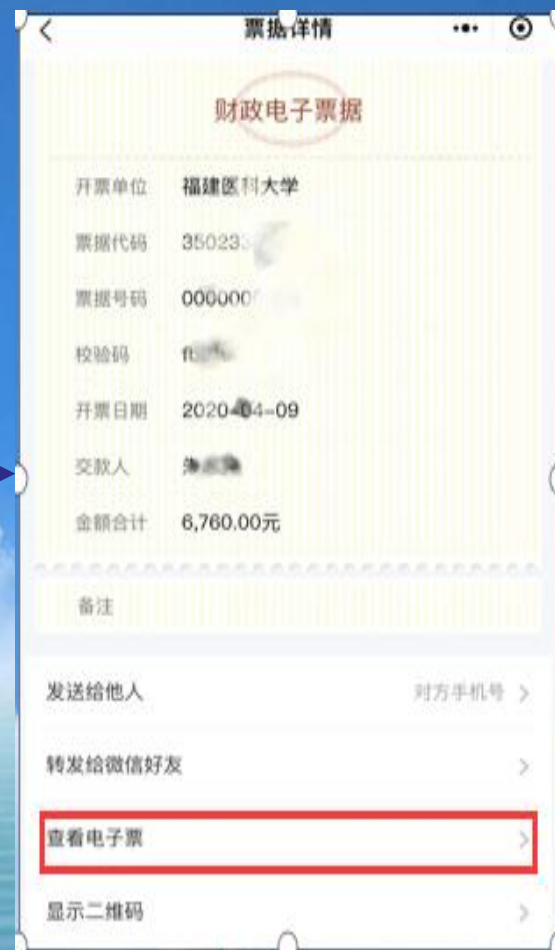 票据详情
财政电子票据
开票单位 福建医科大学
票据代码 350233
票据号码 0000000
校验码
开票日期 2020-04-09
交款人
金额合计 6,760.00元
备注
发送给他人 对方手机号
转发给微信好友
查看电子票
显示二维码